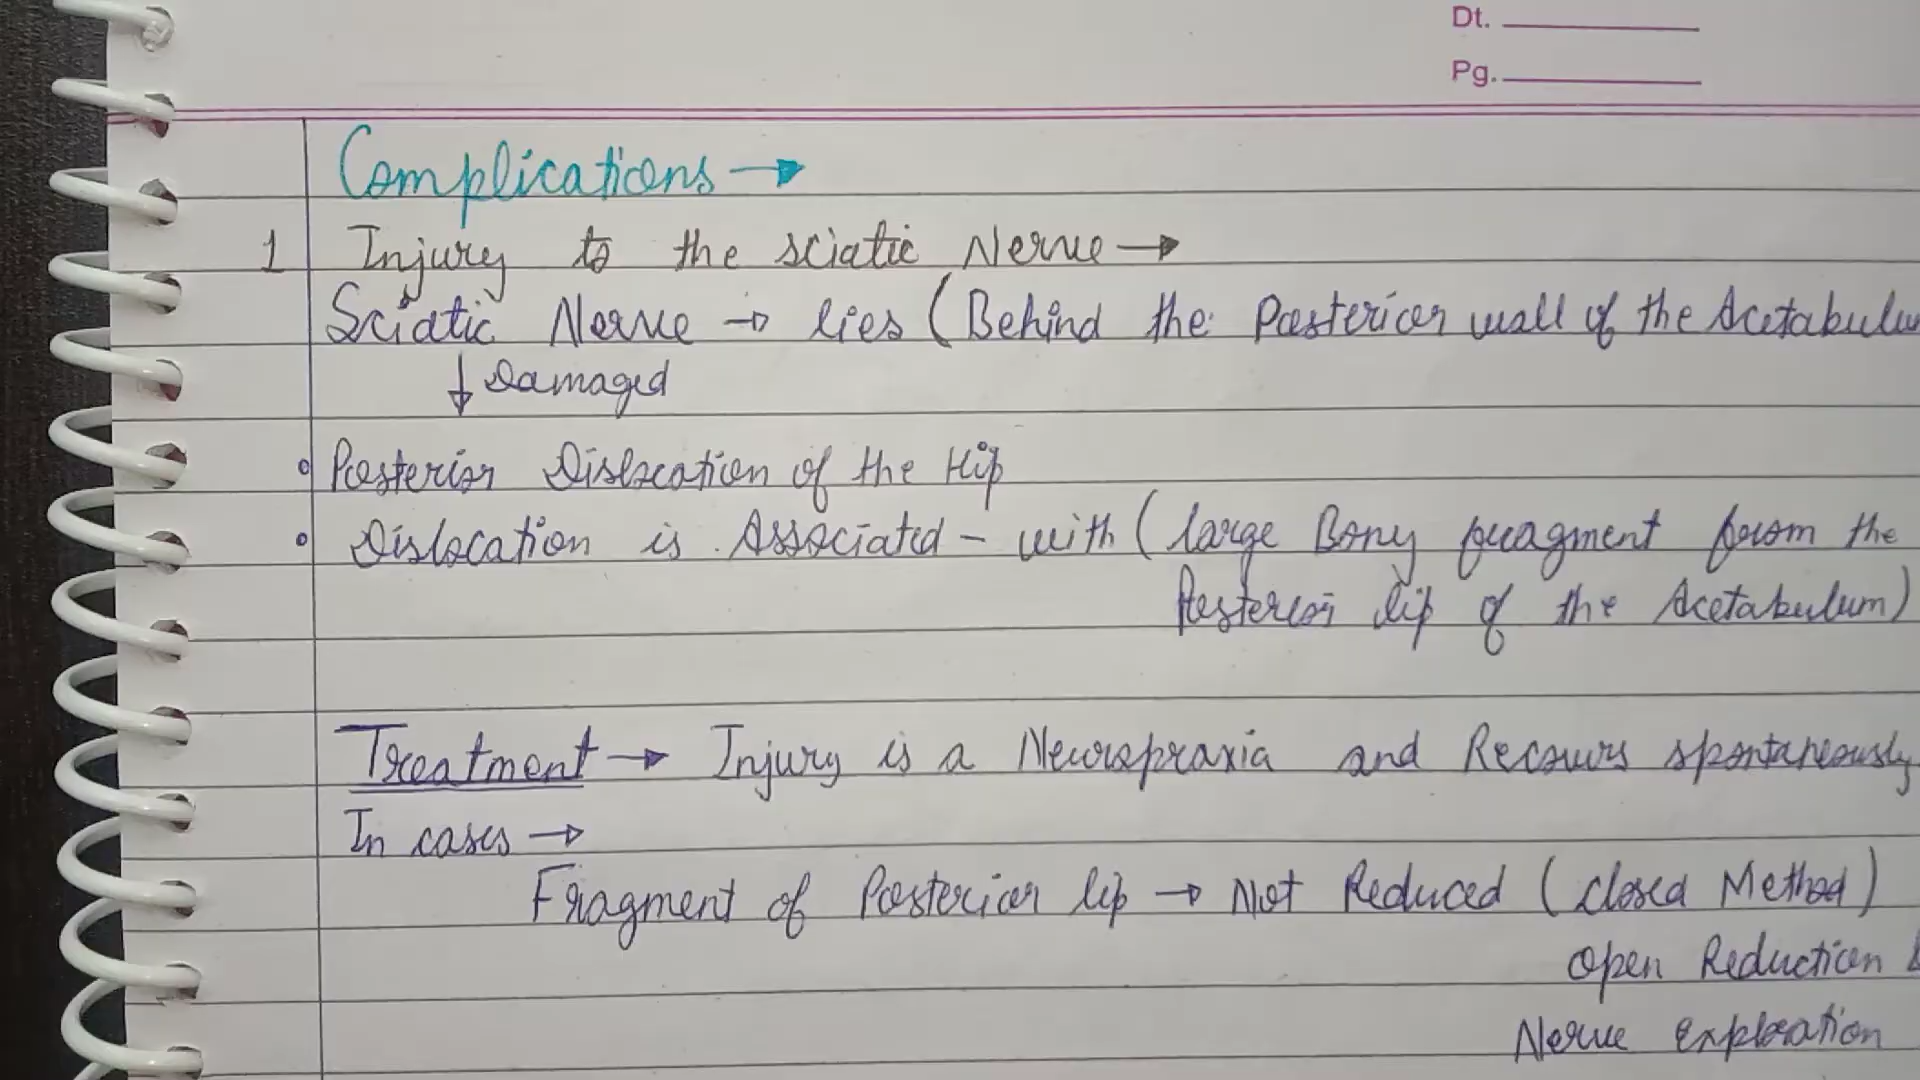 Dt.
Pg.
Complications →
1 Injury to the sciatic Nerve →
Sciatic Nerve → lies (Behind the Posterior wall of the Acetabulu
↓ Damaged
• Posterior Dislocation of the Hip
• Dislocation is Associated - with (large Bony fragment from the
Posterior lip of the Acetabulum)
Treatment → Injury is a Neuropraxia and Recovers spontaneously
In cases →
Fragment of Posterior lip → Not Reduced (closed Method)
open Reduction &
Nerve exploration